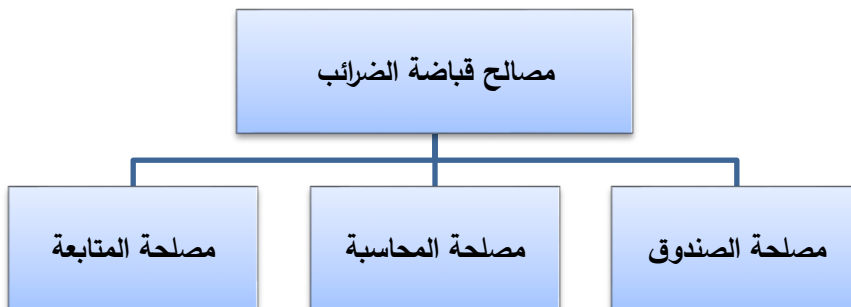 مصالح قباضة الضرائب
مصلحة الصندوق
مصلحة المحاسبة
مصلحة المتابعة